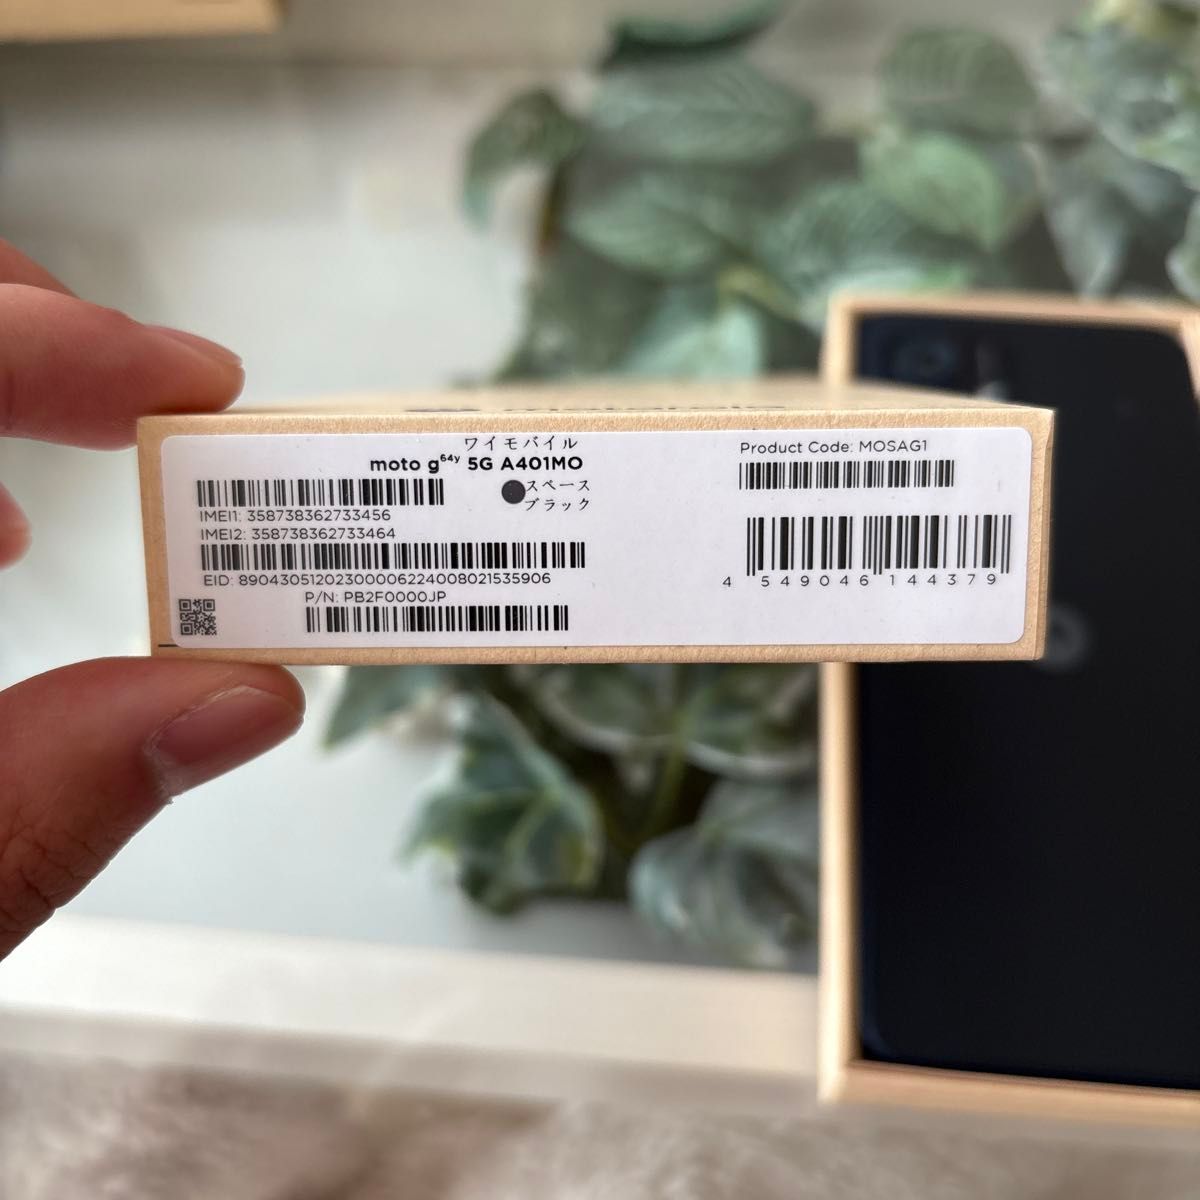 ワイモバイル
moto g64y 5G A401MO
スペース
ブラック
IMEI1: 358738362733456
IMEI2: 358738362733464
EID: 89043051202300006224008021535906
P/N: PB2F0000JP
Product Code: MOSAG1
4 549046 144379